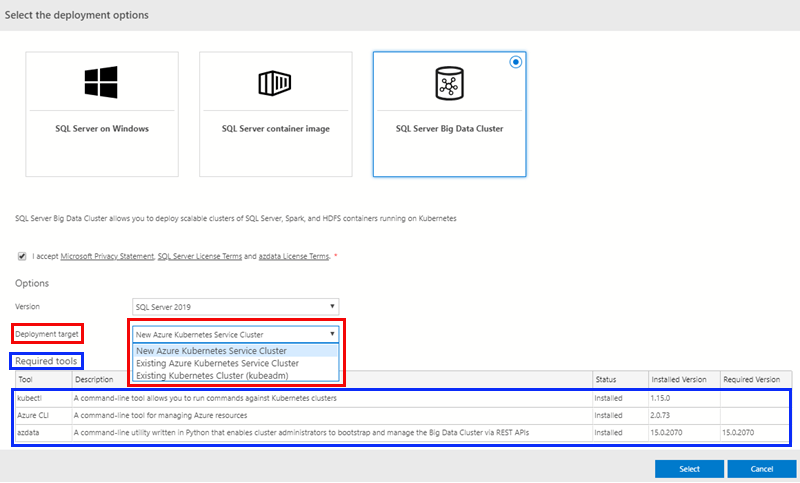 Select the deployment options
SQL Server on Windows
SQL Server container image
SQL Server Big Data Cluster
SQL Server Big Data Cluster allows you to deploy scalable clusters of SQL Server, Spark, and HDFS containers running on Kubernetes
I accept Microsoft Privacy Statement, SQL Server License Terms and azdata License Terms. *
Options
Version SQL Server 2019
Deployment target New Azure Kubernetes Service Cluster
New Azure Kubernetes Service Cluster
Existing Azure Kubernetes Service Cluster
Existing Kubernetes Cluster (kubeadm)
Required tools
Tool Description Status Installed Version Required Version
kubectl A command-line tool allows you to run commands against Kubernetes clusters Installed 1.15.0
Azure CLI A command-line tool for managing Azure resources Installed 2.0.73
azdata A command-line utility written in Python that enables cluster administrators to bootstrap and manage the Big Data Cluster via REST APIs Installed 15.0.2070 15.0.2070
Select Cancel